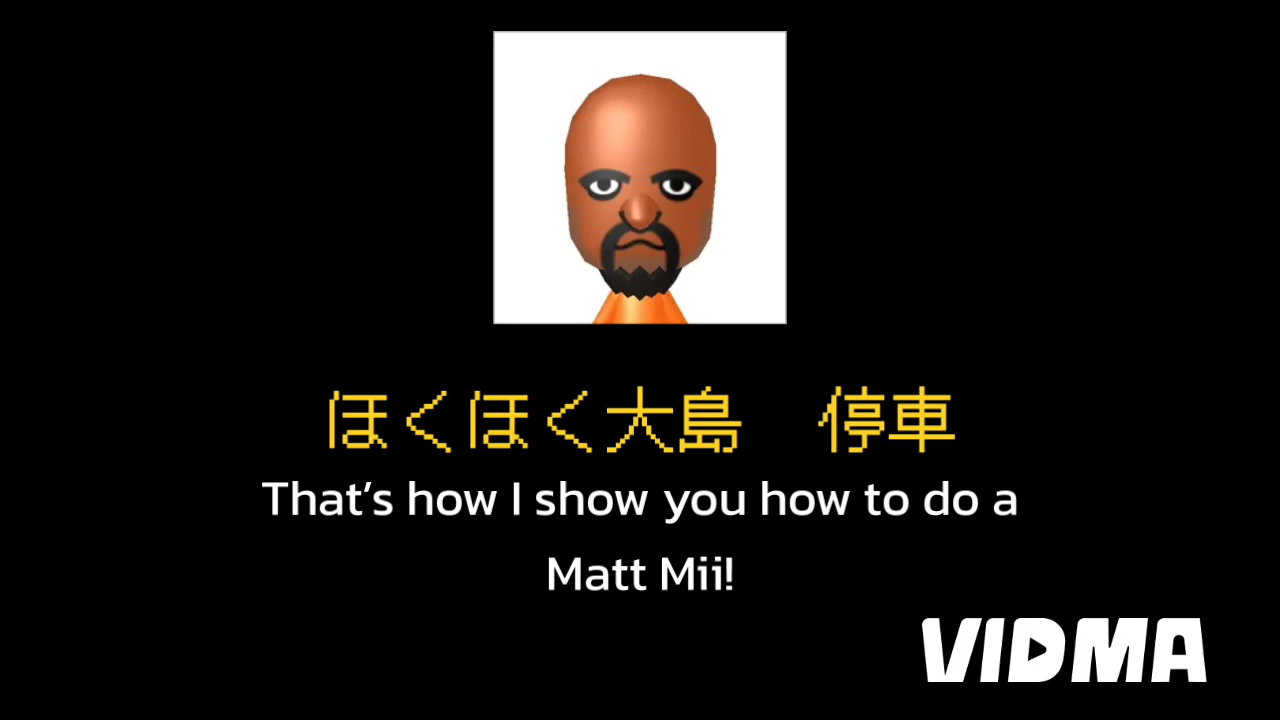 ほくほく大島　停車
That's how I show you how to do a
Matt Mii!
VIDMA